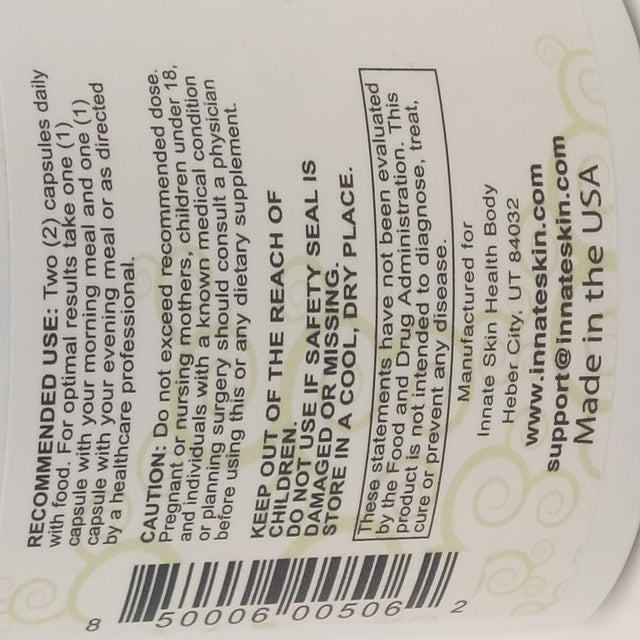 RECOMMENDED USE: Two (2) capsules daily
with food. For optimal results take one (1)
capsule with your morning meal and one (1)
capsule with your evening meal or as directed
by a healthcare professional.
CAUTION: Do not exceed recommended dose.
Pregnant or nursing mothers, children under 18,
and individuals with a known medical condition
or planning surgery should consult a physician
before using this or any dietary supplement.
KEEP OUT OF THE REACH OF
CHILDREN.
DO NOT USE IF SAFETY SEAL IS
DAMAGED OR MISSING.
STORE IN A COOL, DRY PLACE.
These statements have not been evaluated
by the Food and Drug Administration. This
product is not intended to diagnose, treat,
cure or prevent any disease.
Manufactured for
Innate Skin Health Body
Heber City, UT 84032
www.innateskin.com
support@innateskin.com
Made in the USA
8 50006 00506 2